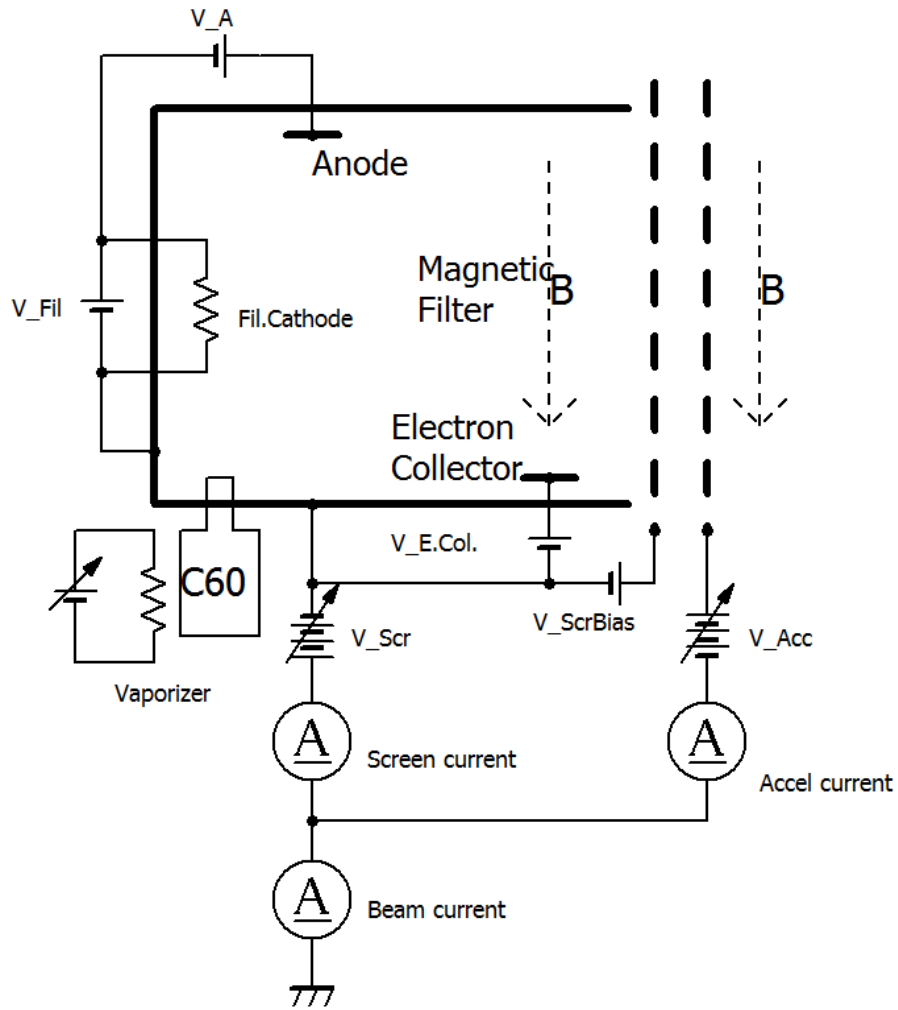 V_A
Anode
Magnetic
Filter
B
B
V_Fil
Fil.Cathode
Electron
Collector
V_E.Col.
C60
V_ScrBias
V_Scr
V_Acc
Vaporizer
A
A
Screen current
Accel current
A
Beam current